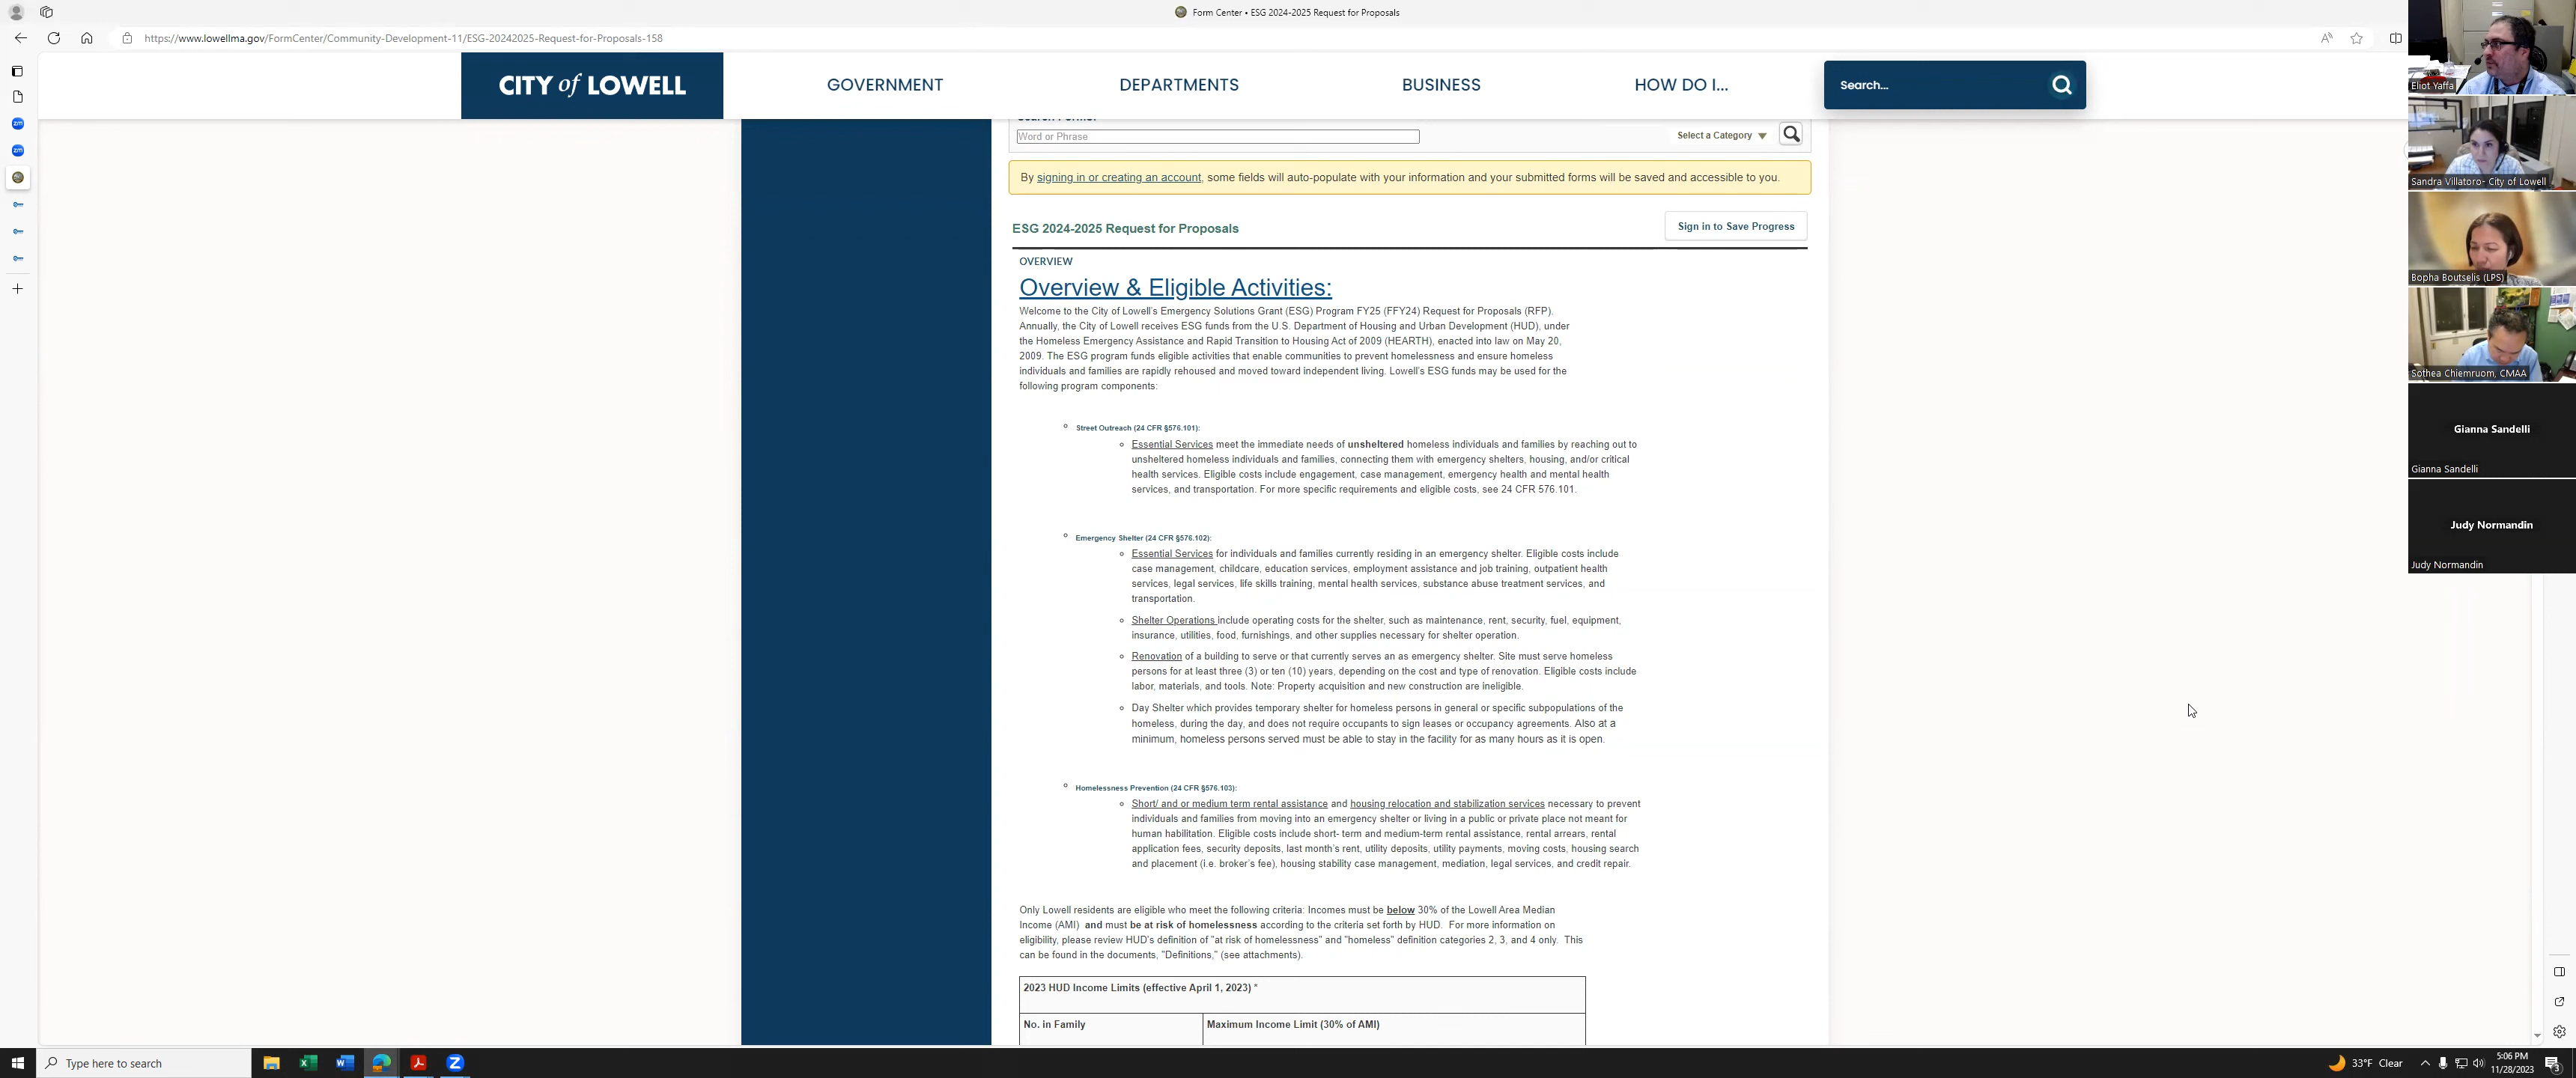 Form Center • ESG 2024-2025 Request for Proposals
https://www.lowellma.gov/FormCenter/Community-Development-11/ESG-20242025-Request-for-Proposals-158
CITY of LOWELL
GOVERNMENT
DEPARTMENTS
BUSINESS
HOW DO I...
Search...
Word or Phrase
Select a Category
By signing in or creating an account, some fields will auto-populate with your information and your submitted forms will be saved and accessible to you.
ESG 2024-2025 Request for Proposals
Sign in to Save Progress
OVERVIEW
Overview & Eligible Activities:
Welcome to the City of Lowell's Emergency Solutions Grant (ESG) Program FY25 (FFY24) Request for Proposals (RFP).
Annually, the City of Lowell receives ESG funds from the U.S. Department of Housing and Urban Development (HUD), under
the Homeless Emergency Assistance and Rapid Transition to Housing Act of 2009 (HEARTH), enacted into law on May 20,
2009. The ESG program funds eligible activities that enable communities to prevent homelessness and ensure homeless
individuals and families are rapidly rehoused and moved toward independent living. Lowell's ESG funds may be used for the
following program components:
Street Outreach (24 CFR §576.101):
Essential Services meet the immediate needs of unsheltered homeless individuals and families by reaching out to
unsheltered homeless individuals and families, connecting them with emergency shelters, housing, and/or critical
health services. Eligible costs include engagement, case management, emergency health and mental health
services, and transportation. For more specific requirements and eligible costs, see 24 CFR 576.101.
Emergency Shelter (24 CFR §576.102):
Essential Services for individuals and families currently residing in an emergency shelter. Eligible costs include
case management, childcare, education services, employment assistance and job training, outpatient health
services, legal services, life skills training, mental health services, substance abuse treatment services, and
transportation.
Shelter Operations include operating costs for the shelter, such as maintenance, rent, security, fuel, equipment,
insurance, utilities, food, furnishings, and other supplies necessary for shelter operation.
Renovation of a building to serve or that currently serves an as emergency shelter. Site must serve homeless
persons for at least three (3) or ten (10) years, depending on the cost and type of renovation. Eligible costs include
labor, materials, and tools. Note: Property acquisition and new construction are ineligible.
Day Shelter which provides temporary shelter for homeless persons in general or specific subpopulations of the
homeless, during the day, and does not require occupants to sign leases or occupancy agreements. Also at a
minimum, homeless persons served must be able to stay in the facility for as many hours as it is open.
Homelessness Prevention (24 CFR §576.103):
Short/ and or medium term rental assistance and housing relocation and stabilization services necessary to prevent
individuals and families from moving into an emergency shelter or living in a public or private place not meant for
human habilitation. Eligible costs include short- term and medium-term rental assistance, rental arrears, rental
application fees, security deposits, last month's rent, utility deposits, utility payments, moving costs, housing search
and placement (i.e. broker's fee), housing stability case management, mediation, legal services, and credit repair.
Only Lowell residents are eligible who meet the following criteria: Incomes must be below 30% of the Lowell Area Median
Income (AMI) and must be at risk of homelessness according to the criteria set forth by HUD. For more information on
eligibility, please review HUD's definition of "at risk of homelessness" and "homeless" definition categories 2, 3, and 4 only. This
can be found in the documents, "Definitions," (see attachments).
2023 HUD Income Limits (effective April 1, 2023) *
No. in Family
Maximum Income Limit (30% of AMI)
Eliot Yaffa
Sandra Villatoro- City of Lowell
Bopha Boutselis (LPS)
Sothea Chiemruom, CMAA
Gianna Sandelli
Gianna Sandelli
Judy Normandin
Judy Normandin
zm
zm
Type here to search
33°F Clear
5:06 PM
11/28/2023
3